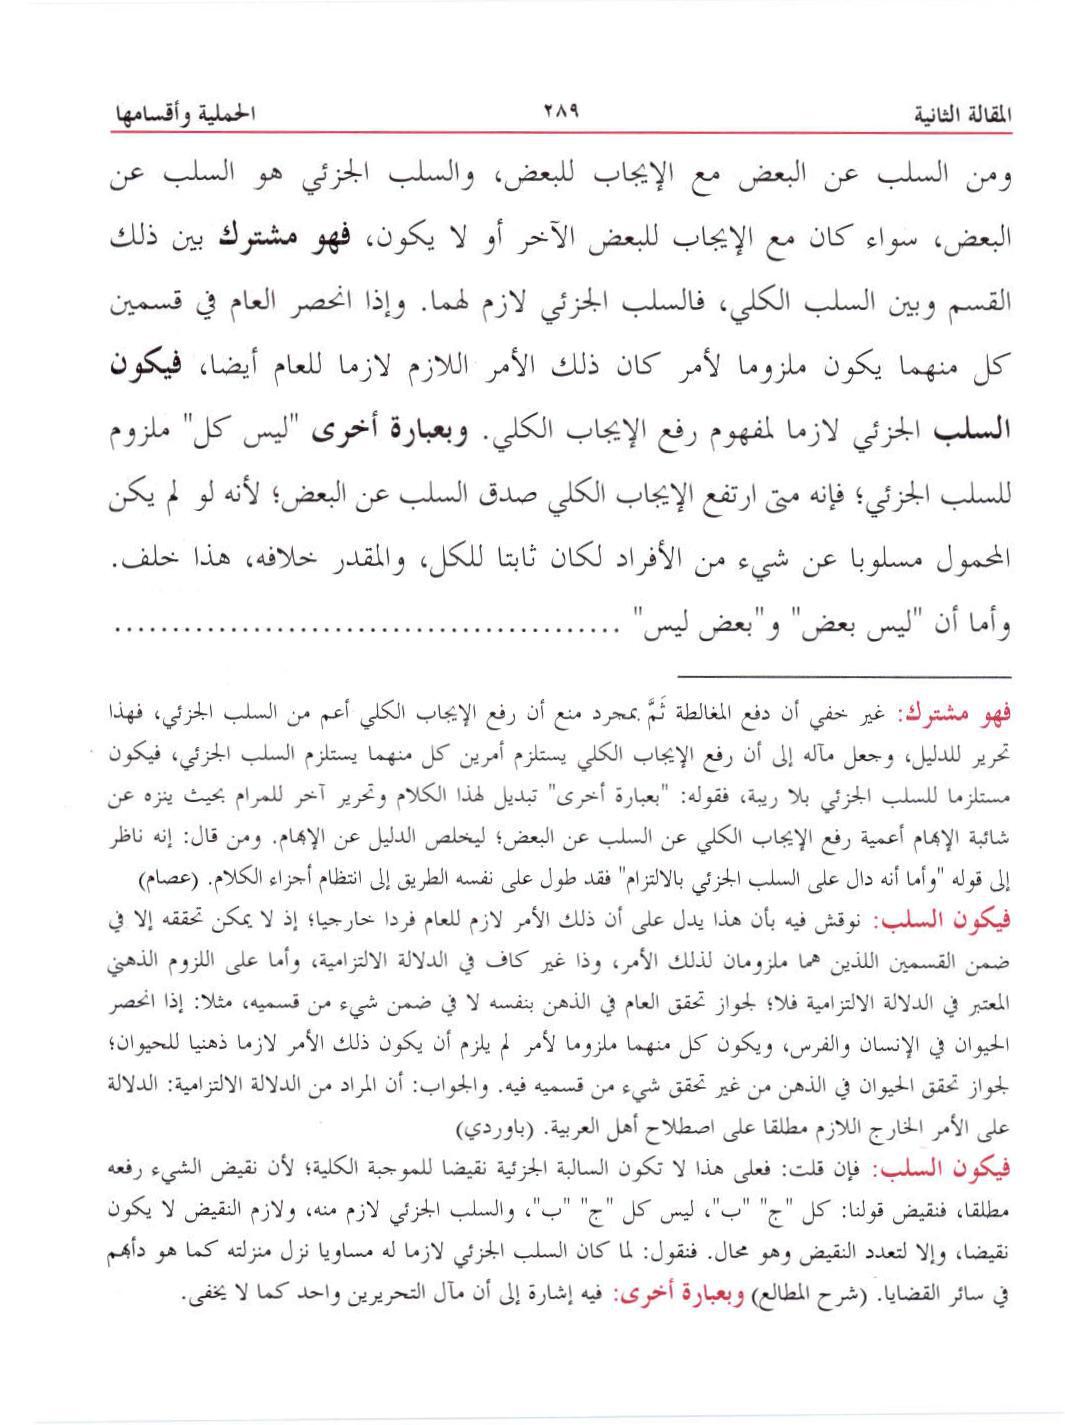 المقالة الثانية ٢٨٩ الحملية وأقسامها
ومن السلب عن البعض مع الإيجاب للبعض، والسلب الجزئي هو السلب عن
البعض، سواء كان مع الإيجاب للبعض الآخر أو لا يكون، فهو مشترك بين ذلك
القسم وبين السلب الكلي، فالسلب الجزئي لازم لهما. وإذا انحصر العام في قسمين
كل منهما يكون ملزوما لأمر كان ذلك الأمر اللازم لازما للعام أيضا، فيكون
السلب الجزئي لازما لمفهوم رفع الإيجاب الكلي. وبعبارة أخرى "ليس كل" ملزوم
للسلب الجزئي؛ فإنه متى ارتفع الإيجاب الكلي صدق السلب عن البعض؛ لأنه لو لم يكن
المحمول مسلوبا عن شيء من الأفراد لكان ثابتا للكل، والمقدر خلافه، هذا خلف.
وأما أن "ليس بعض" و"بعض ليس" ............................................
فهو مشترك: غير خفي أن دفع المغالطة ثَمَّ بمجرد منع أن رفع الإيجاب الكلي أعم من السلب الجزئي، فهذا
تحرير للدليل، وجعل مآله إلى أن رفع الإيجاب الكلي يستلزم أمرين كل منهما يستلزم السلب الجزئي، فيكون
مستلزما للسلب الجزئي بلا ريبة، فقوله: "بعبارة أخرى" تبديل لهذا الكلام وتحرير آخر للمرام بحيث ينزه عن
شائبة الإبهام أعمية رفع الإيجاب الكلي عن السلب عن البعض؛ ليخلص الدليل عن الإبهام. ومن قال: إنه ناظر
إلى قوله "وأما أنه دال على السلب الجزئي بالالتزام" فقد طول على نفسه الطريق إلى انتظام أجزاء الكلام. (عصام)
فيكون السلب: نوقش فيه بأن هذا يدل على أن ذلك الأمر لازم للعام فردا خارجيا؛ إذ لا يمكن تحققه إلا في
ضمن القسمين اللذين هما ملزومان لذلك الأمر، وذا غير كاف في الدلالة الالتزامية، وأما على اللزوم الذهني
المعتبر في الدلالة الالتزامية فلا؛ لجواز تحقق العام في الذهن بنفسه لا في ضمن شيء من قسميه، مثلا: إذا انحصر
الحيوان في الإنسان والفرس، ويكون كل منهما ملزوما لأمر لم يلزم أن يكون ذلك الأمر لازما ذهنيا للحيوان؛
لجواز تحقق الحيوان في الذهن من غير تحقق شيء من قسميه فيه. والجواب: أن المراد من الدلالة الالتزامية: الدلالة
على الأمر الخارج اللازم مطلقا على اصطلاح أهل العربية. (باوردي)
فيكون السلب: فإن قلت: فعلى هذا لا تكون السالبة الجزئية نقيضا للموجبة الكلية؛ لأن نقيض الشيء رفعه
مطلقا، فنقيض قولنا: كل "ج" "ب"، ليس كل "ج" "ب"، والسلب الجزئي لازم منه، ولازم النقيض لا يكون
نقيضا، وإلا لتعدد النقيض وهو محال. فنقول: لما كان السلب الجزئي لازما له مساويا نزل منزلته كما هو دأبهم
في سائر القضايا. (شرح المطالع) وبعبارة أخرى: فيه إشارة إلى أن مآل التحريرين واحد كما لا يخفى.